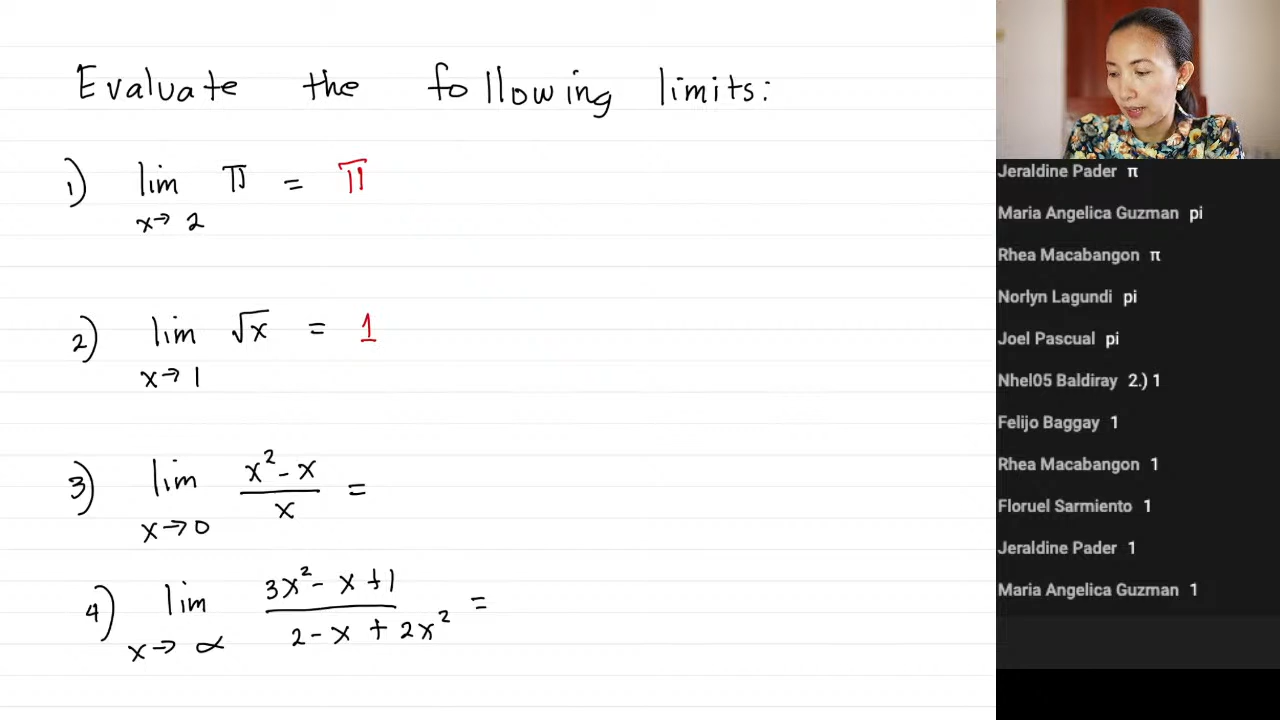 Evaluate the following limits:
1) lim π = π
x→ 2
2) lim √x = 1
x→ 1
3) lim x² - x =
x
x→0
4) lim 3x² - x + 1 =
2 - x + 2x²
x→ ∝
Jeraldine Pader π
Maria Angelica Guzman pi
Rhea Macabangon π
Norlyn Lagundi pi
Joel Pascual pi
Nhel05 Baldiray 2.) 1
Felijo Baggay 1
Rhea Macabangon 1
Floruel Sarmiento 1
Jeraldine Pader 1
Maria Angelica Guzman 1